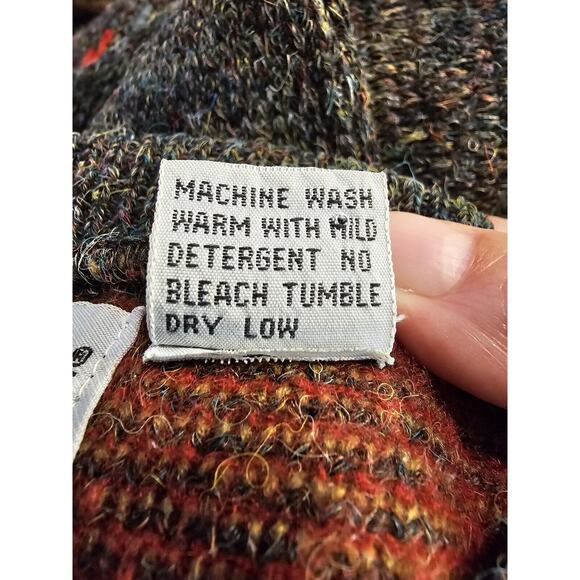 MACHINE WASH
WARM WITH MILD
DETERGENT NO
BLEACH TUMBLE
DRY LOW
®